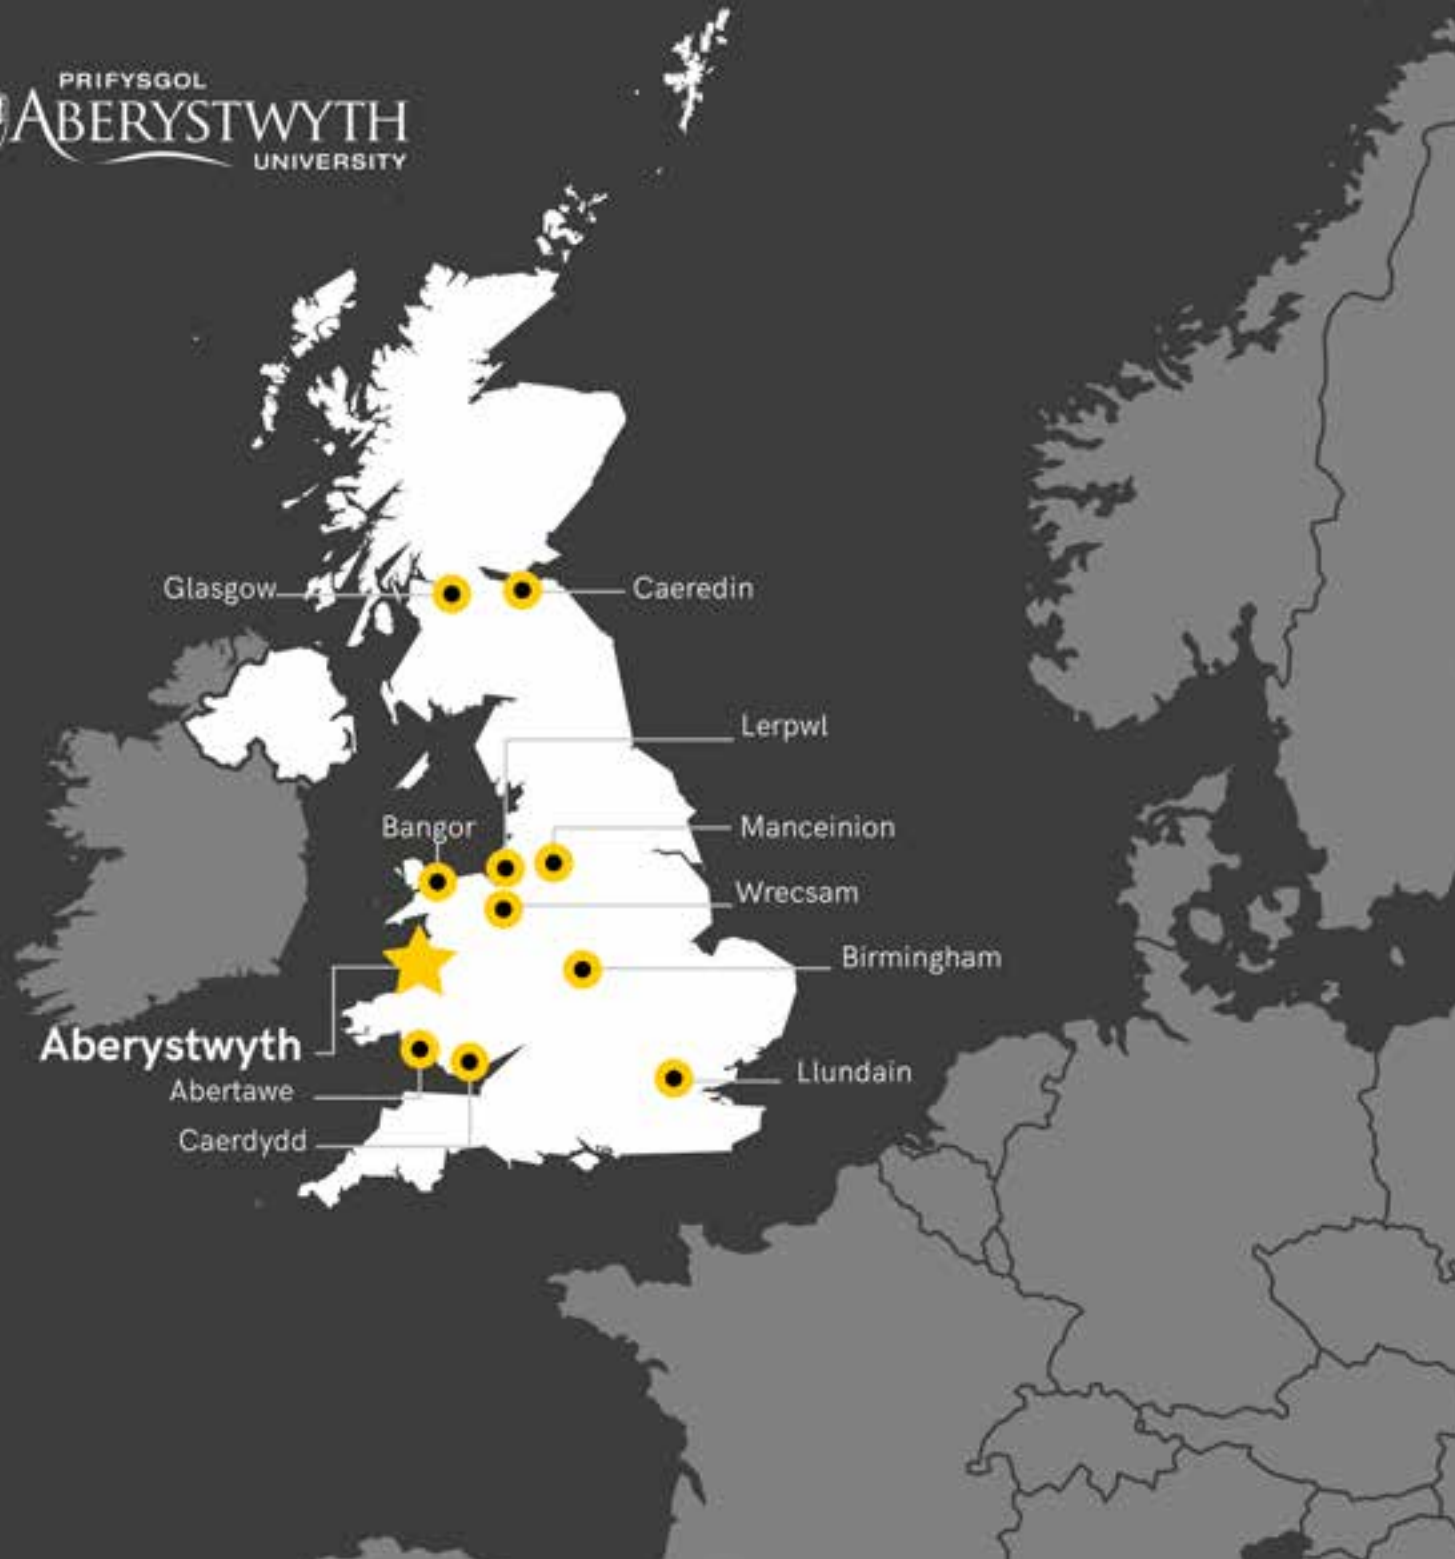 PRIFYSGOL
ABERYSTWYTH
UNIVERSITY
Glasgow
Caeredin
Lerpwl
Bangor
Manceinion
Wrecsam
Birmingham
Aberystwyth
Llundain
Abertawe
Caerdydd